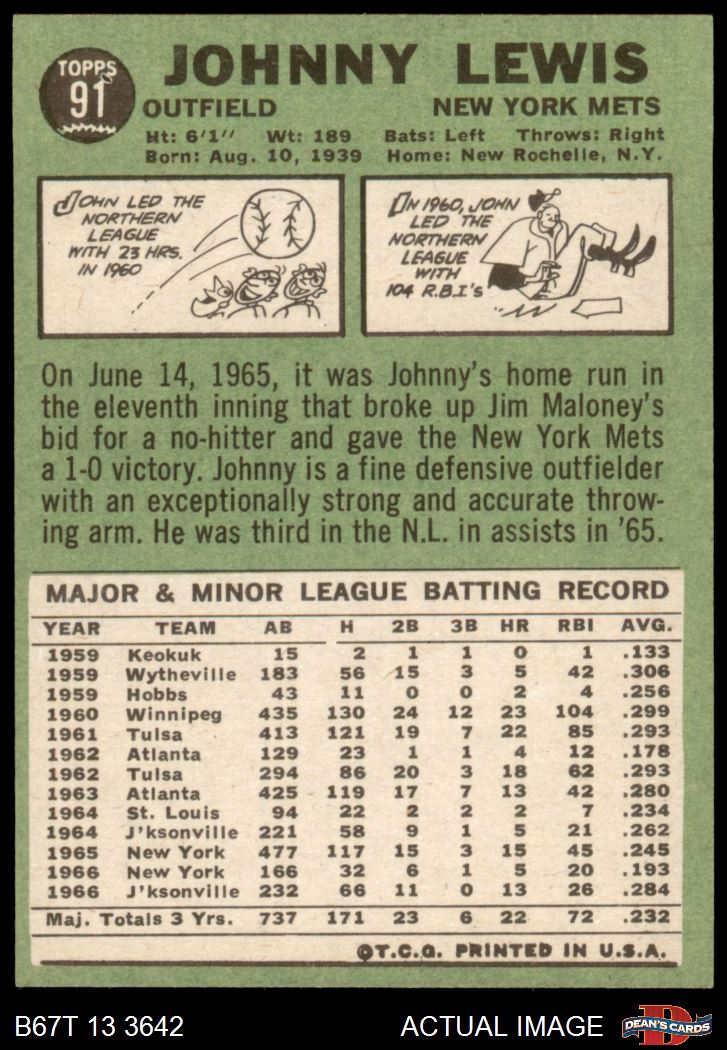 TOPPS
91
JOHNNY LEWIS
OUTFIELD NEW YORK METS
Ht: 6'1" Wt: 189 Bats: Left Throws: Right
Born: Aug. 10, 1939 Home: New Rochelle, N.Y.
JOHN LED THE
NORTHERN
LEAGUE
WITH 23 HRS.
IN 1960
IN 1960, JOHN
LED THE
NORTHERN
LEAGUE
WITH
104 R.B.I's
On June 14, 1965, it was Johnny's home run in
the eleventh inning that broke up Jim Maloney's
bid for a no-hitter and gave the New York Mets
a 1-0 victory. Johnny is a fine defensive outfielder
with an exceptionally strong and accurate throw-
ing arm. He was third in the N.L. in assists in '65.
MAJOR & MINOR LEAGUE BATTING RECORD
YEAR TEAM AB H 2B 3B HR RBI AVG.
1959 Keokuk 15 2 1 1 0 1 .133
1959 Wytheville 183 56 15 3 5 42 .306
1959 Hobbs 43 11 0 0 2 4 .256
1960 Winnipeg 435 130 24 12 23 104 .299
1961 Tulsa 413 121 19 7 22 85 .293
1962 Atlanta 129 23 1 1 4 12 .178
1962 Tulsa 294 86 20 3 18 62 .293
1963 Atlanta 425 119 17 7 13 42 .280
1964 St. Louis 94 22 2 2 2 7 .234
1964 J'ksonville 221 58 9 1 5 21 .262
1965 New York 477 117 15 3 15 45 .245
1966 New York 166 32 6 1 5 20 .193
1966 J'ksonville 232 66 11 0 13 26 .284
Maj. Totals 3 Yrs. 737 171 23 6 22 72 .232
©T.C.G. PRINTED IN U.S.A.
B67T 13 3642 ACTUAL IMAGE
D
DEAN'S CARDS